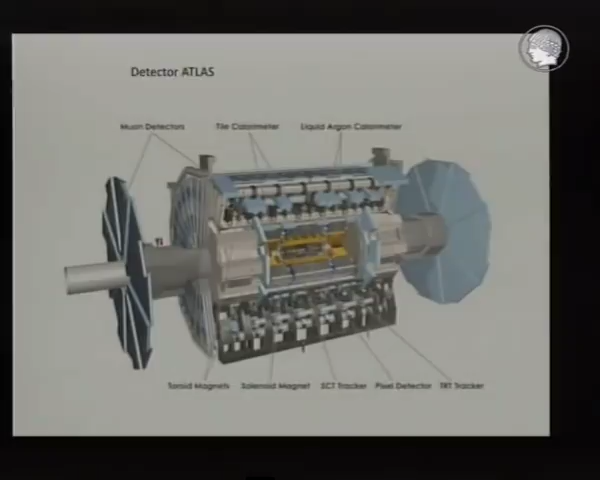 Detector ATLAS
Muon Detectors Tile Calorimeter Liquid Argon Calorimeter
Toroid Magnets Solenoid Magnet SCT Tracker Pixel Detector TRT Tracker